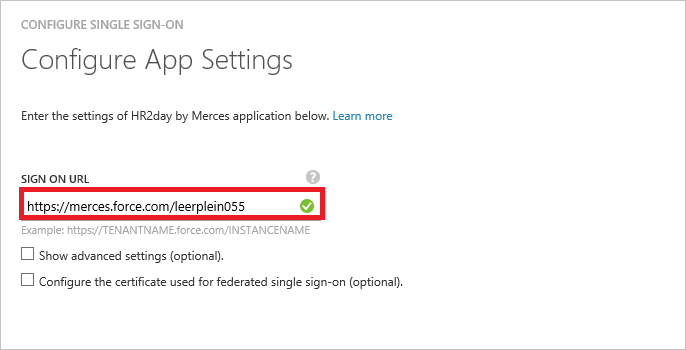 CONFIGURE SINGLE SIGN-ON
Configure App Settings
Enter the settings of HR2day by Merces application below. Learn more
SIGN ON URL ?
https://merces.force.com/leerplein055
Example: https://TENANTNAME.force.com/INSTANCENAME
Show advanced settings (optional).
Configure the certificate used for federated single sign-on (optional).